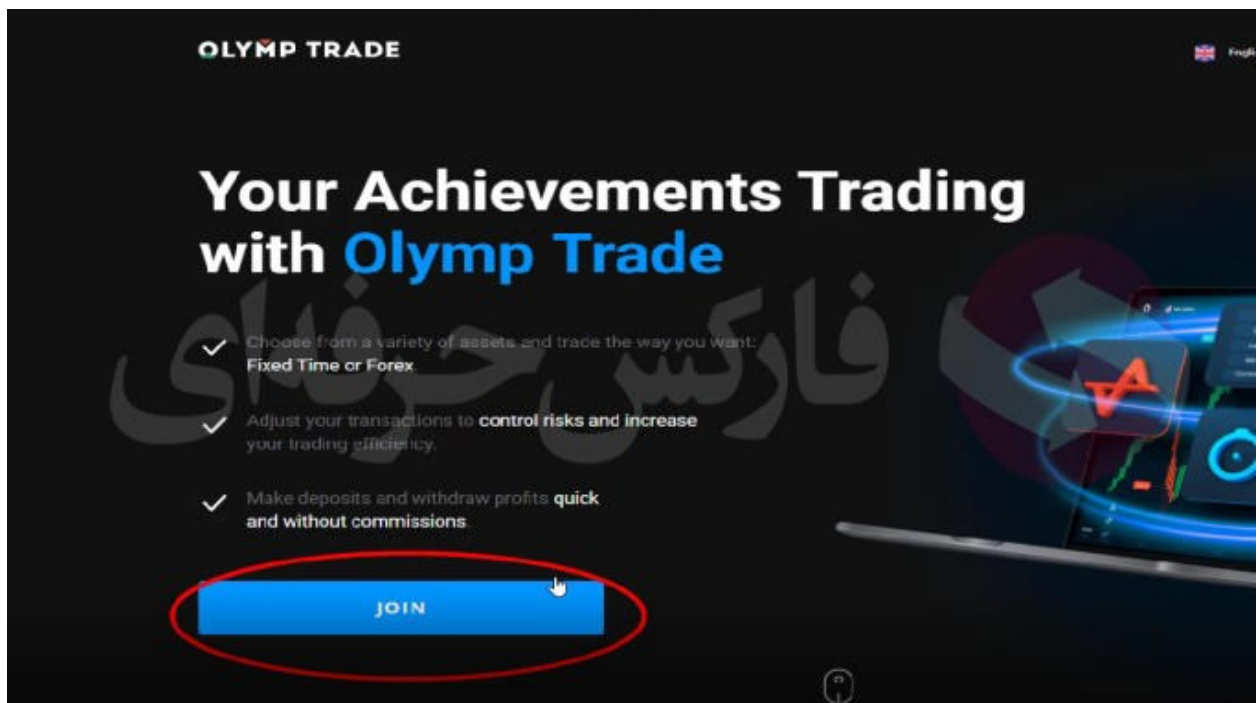 OLYMP TRADE
Your Achievements Trading
with Olymp Trade
فارکس حرفه‌ای
Choose from a variety of assets and trade the way you want:
Fixed Time or Forex.
Adjust your transactions to control risks and increase
your trading efficiency.
Make deposits and withdraw profits quick
and without commissions.
JOIN